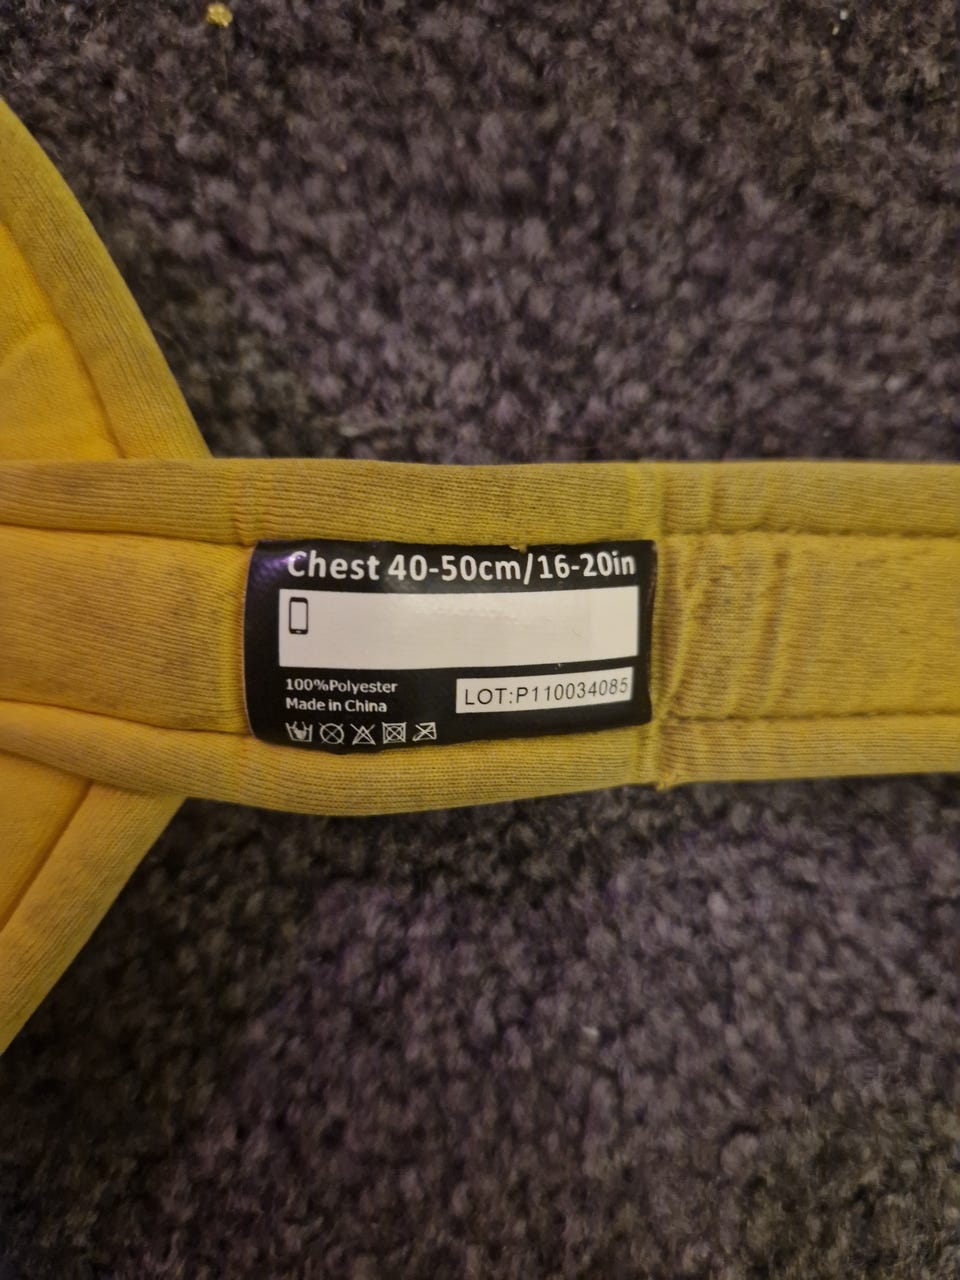 Chest 40-50cm/16-20in
100%Polyester
Made in China
LOT:P110034085